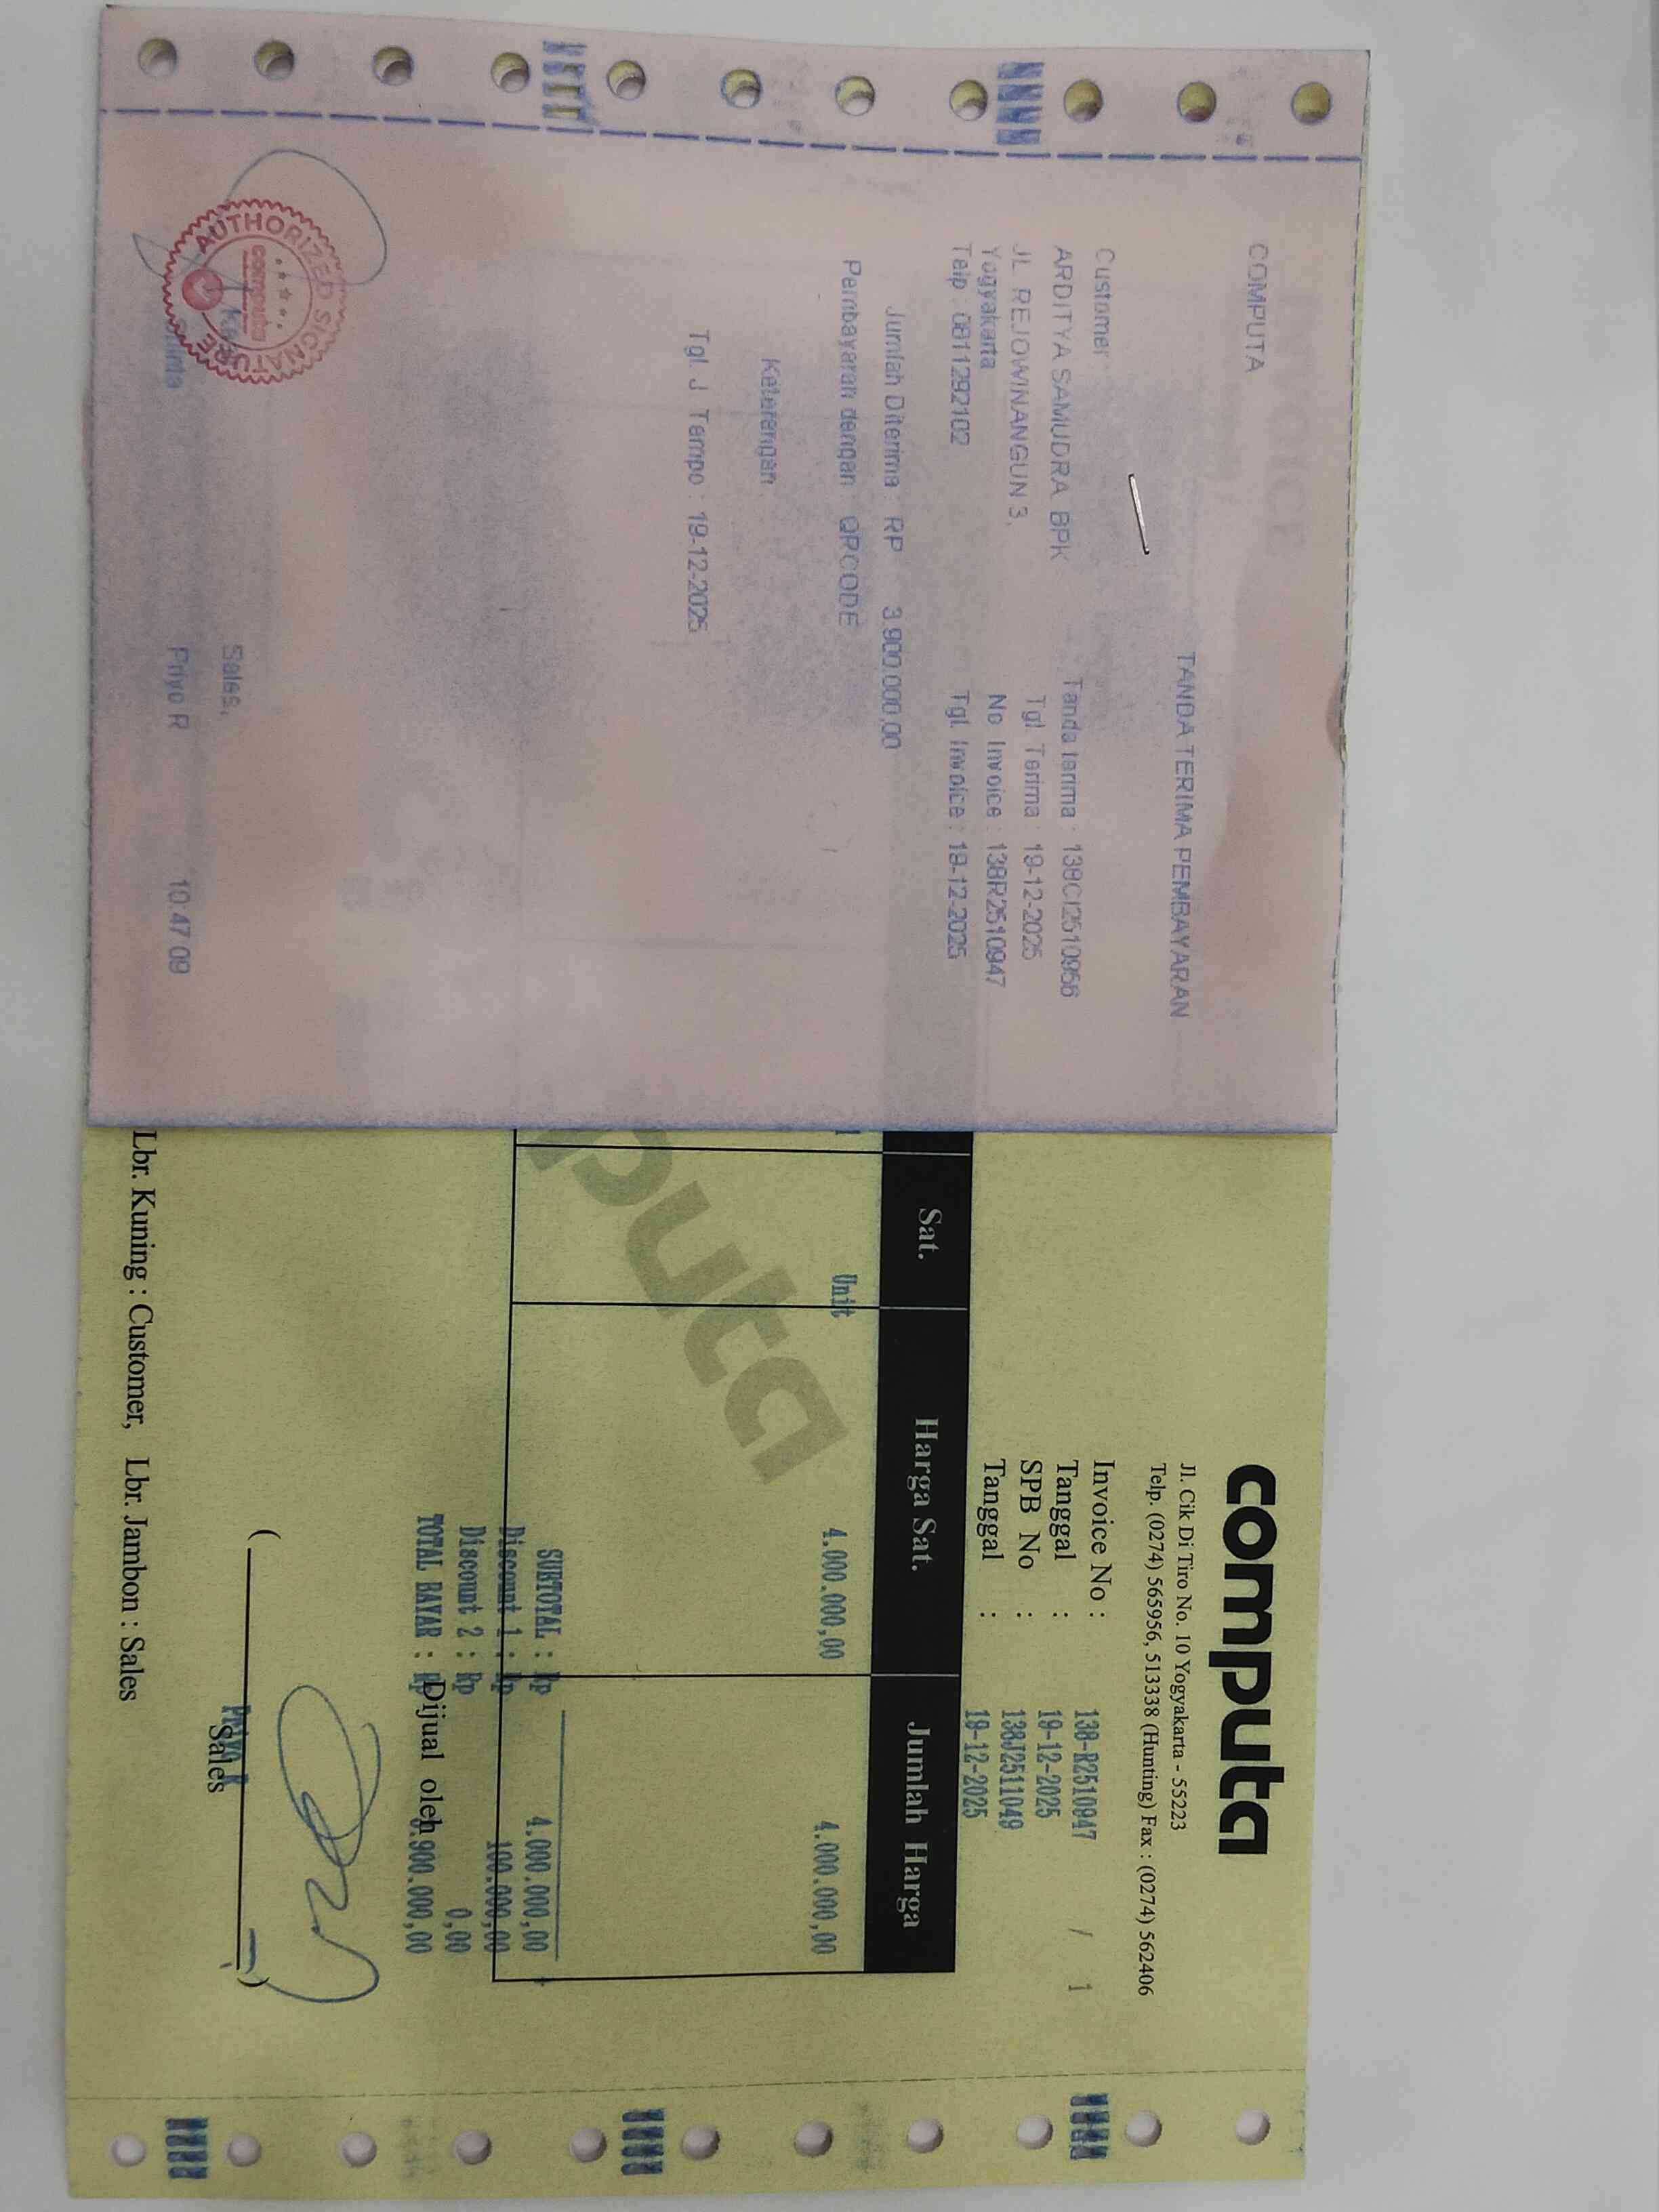 COMPUTA
TANDA TERIMA PEMBAYARAN
Customer
ARDITYA SAMUDRA BPK
JL. REJOWINANGUN 3,
Yogyakarta
Telp : 0811292102
Tanda terima : 138CI2510956
Tgl. Terima : 19-12-2025
No Invoice : 138R2510947
Tgl. Invoice : 19-12-2025
Jumlah Diterima : RP 3.900.000,00
Pembayaran dengan : QRCODE
Keterangan
Tgl. J Tempo : 19-12-2025
Sales,
Priyo R 10:47:09
AUTHORIZED SIGNATURE
computa
computa
Jl. Cik Di Tiro No. 10 Yogyakarta - 55223
Telp. (0274) 565956, 513338 (Hunting) Fax : (0274) 562406
Invoice No : 138-R2510947 / 1
Tanggal : 19-12-2025
SPB No : 138J2511049
Tanggal : 19-12-2025
Sat. Harga Sat. Jumlah Harga
Unit 4.000.000,00 4.000.000,00
puta
SUBTOTAL : Rp 4.000.000,00 +
Discount 1 : Rp 100.000,00
Discount 2 : Rp 0,00
TOTAL BAYAR : Rp 3.900.000,00
Dijual oleh
( )
Priyo R
Sales
Lbr. Kuning : Customer, Lbr. Jambon : Sales